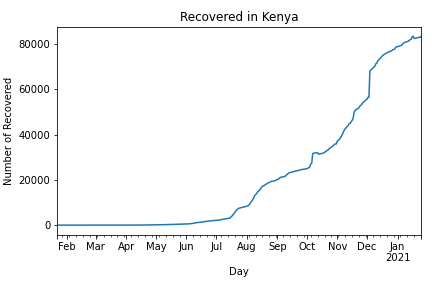 Recovered in Kenya
Number of Recovered
80000
60000
40000
20000
0
Feb Mar Apr May Jun Jul Aug Sep Oct Nov Dec Jan
2021
Day